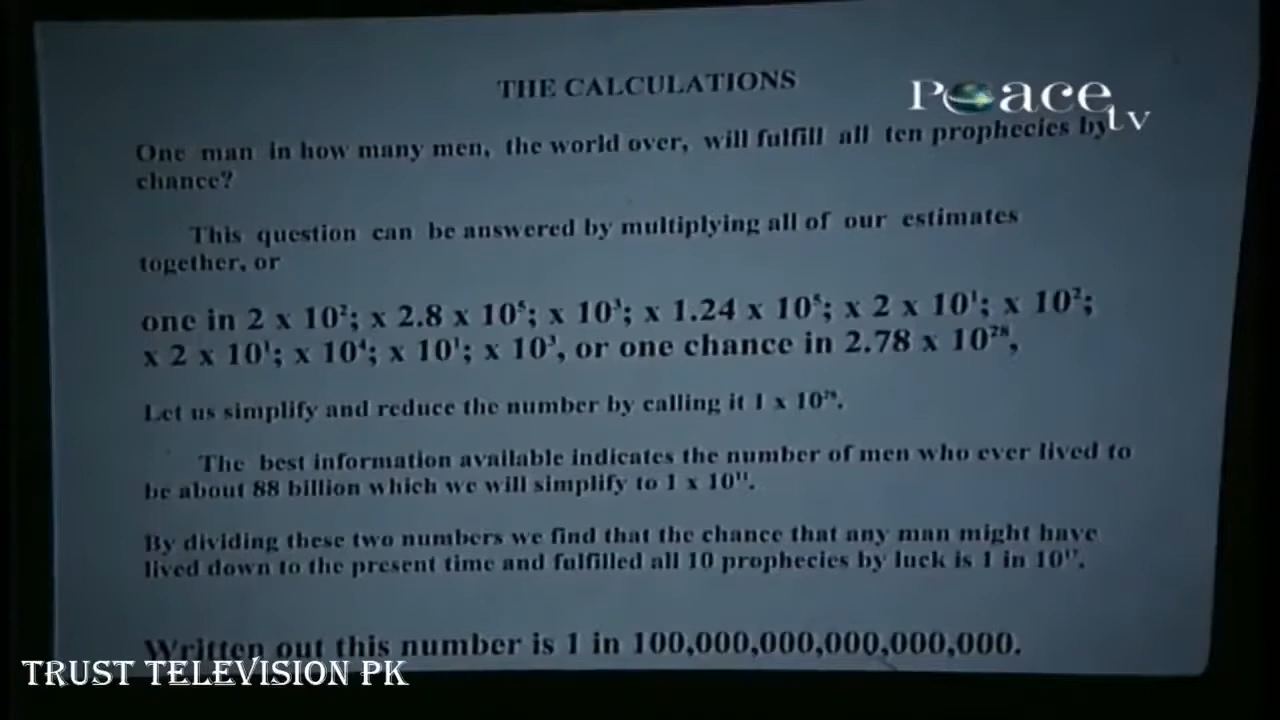 THE CALCULATIONS
Peace tv
One man in how many men, the world over, will fulfill all ten prophecies by
chance?
This question can be answered by multiplying all of our estimates
together, or
one in 2 x 10²; x 2.8 x 10⁵; x 10³; x 1.24 x 10⁵; x 2 x 10¹; x 10²;
x 2 x 10¹; x 10⁴; x 10¹; x 10³, or one chance in 2.78 x 10²⁸,
Let us simplify and reduce the number by calling it 1 x 10²⁸.
The best information available indicates the number of men who ever lived to
be about 88 billion which we will simplify to 1 x 10¹¹.
By dividing these two numbers we find that the chance that any man might have
lived down to the present time and fulfilled all 10 prophecies by luck is 1 in 10¹⁷.
Written out this number is 1 in 100,000,000,000,000,000.
TRUST TELEVISION PK